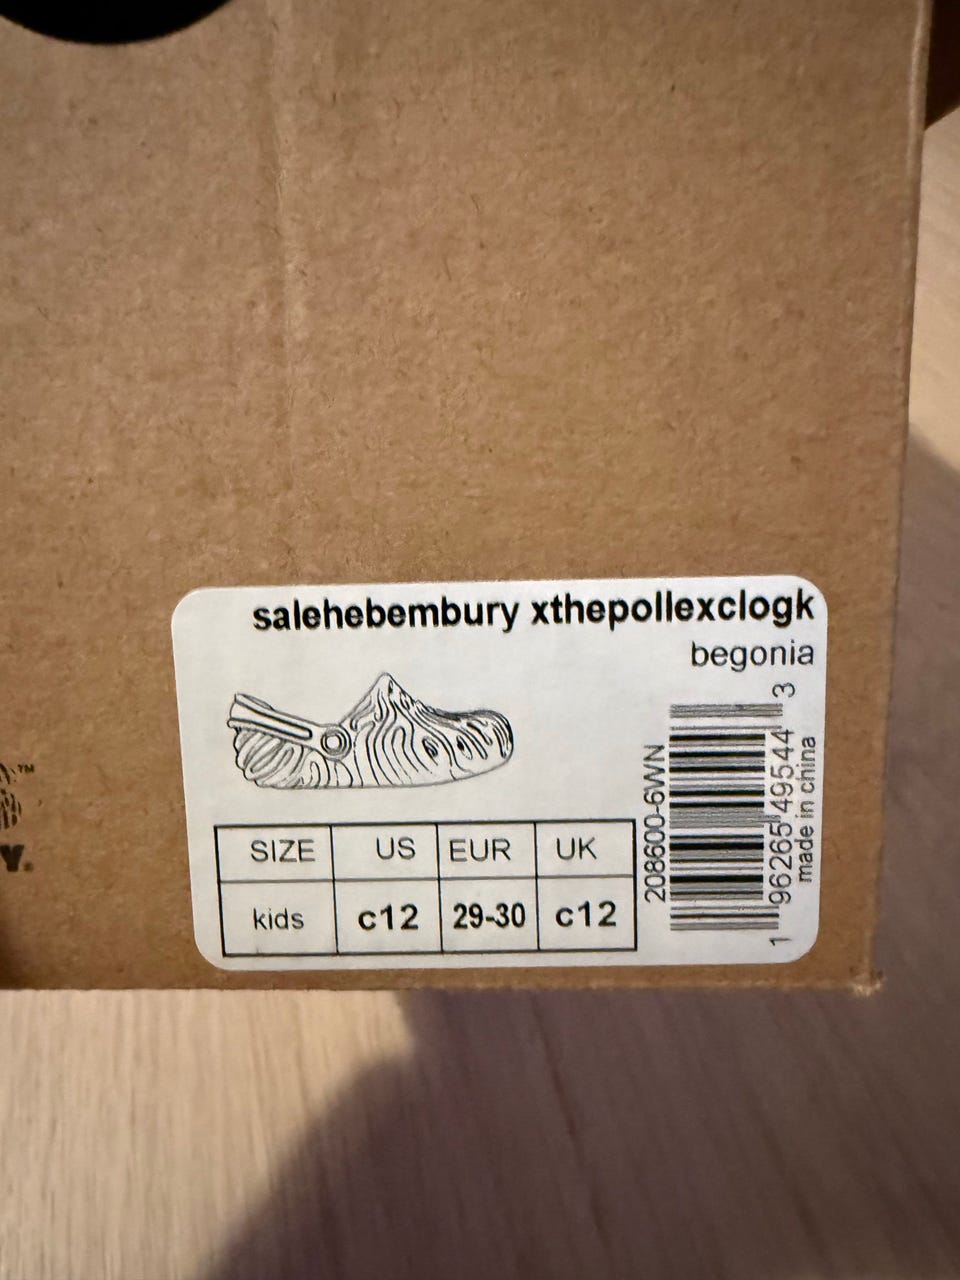 salehebembury xthepollexclogk
begonia
208600-6WN
1 96265 49544 3
made in china
SIZE US EUR UK
kids c12 29-30 c12
TM
Y.